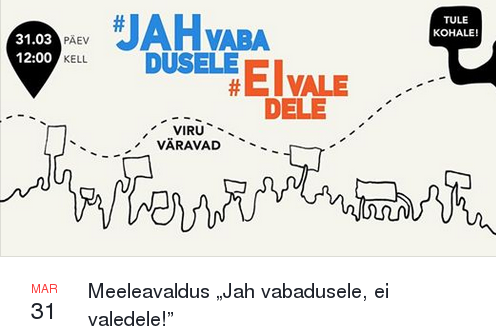 31.03 PÄEV
12:00 KELL
#JAH VABA
DUSELE
#EI VALE
DELE
TULE
KOHALE!
VIRU
VÄRAVAD
MAR
31
Meeleavaldus „Jah vabadusele, ei
valedele!”